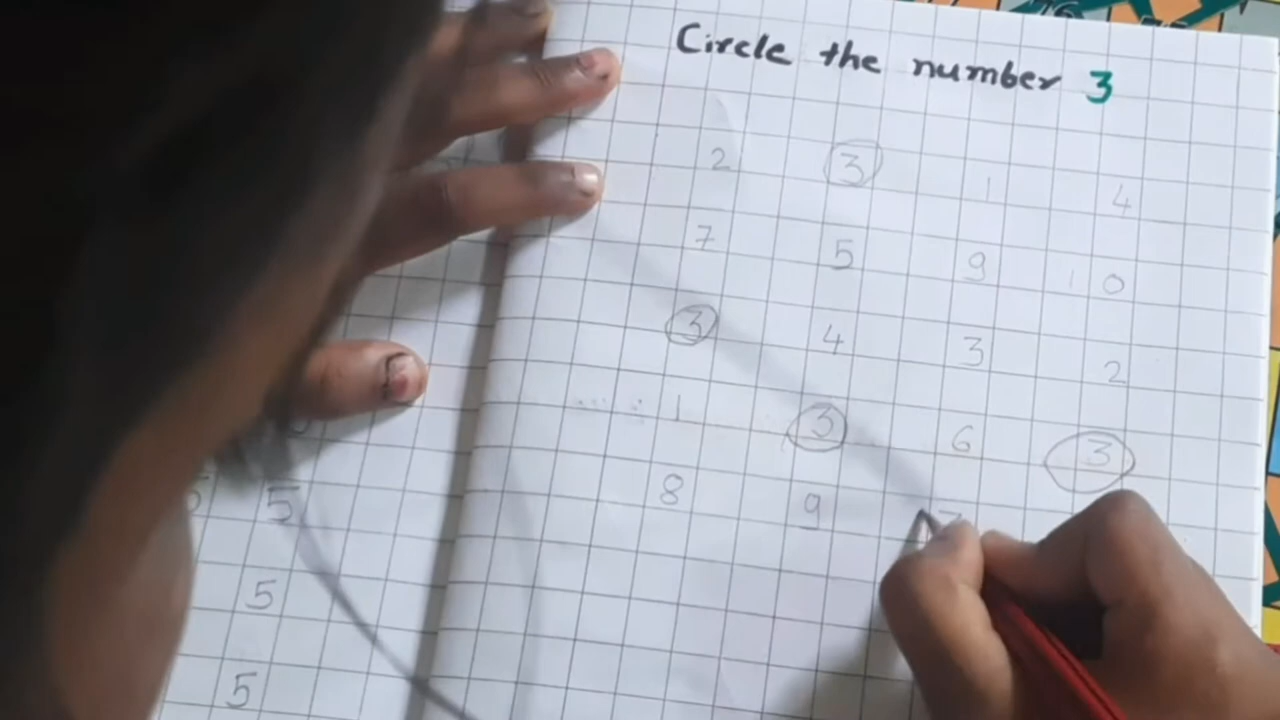 Circle the number 3
2 3 1 4
7 5 9 10
3 4 3 2
1 3 6 3
8 9
5
5
5